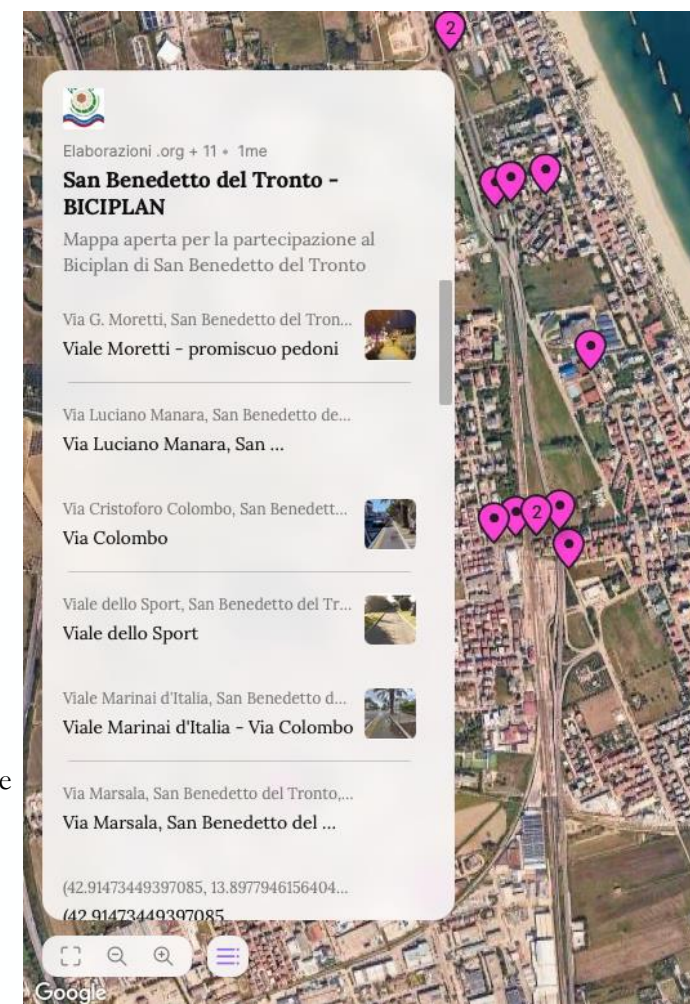 2
Elaborazioni .org + 11 • 1me
San Benedetto del Tronto -
BICIPLAN
Mappa aperta per la partecipazione al
Biciplan di San Benedetto del Tronto
Via G. Moretti, San Benedetto del Tron...
Viale Moretti - promiscuo pedoni
Via Luciano Manara, San Benedetto de...
Via Luciano Manara, San ...
Via Cristoforo Colombo, San Benedett...
Via Colombo
2
Viale dello Sport, San Benedetto del Tr...
Viale dello Sport
Viale Marinai d'Italia, San Benedetto d...
Viale Marinai d'Italia - Via Colombo
e
Via Marsala, San Benedetto del Tronto,...
Via Marsala, San Benedetto del ...
(42.91473449397085, 13.8977946156404...
(42.91473449397085,
Google